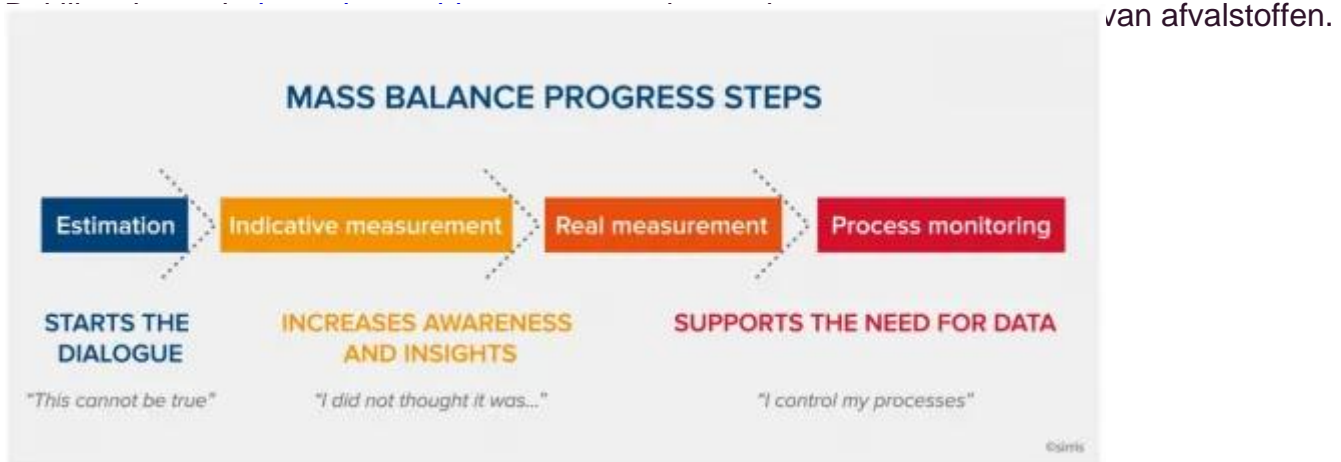 van afvalstoffen.
MASS BALANCE PROGRESS STEPS
Estimation Indicative measurement Real measurement Process monitoring
STARTS THE DIALOGUE
INCREASES AWARENESS AND INSIGHTS
SUPPORTS THE NEED FOR DATA
"This cannot be true" "I did not thought it was..." "I control my processes"
©sirris